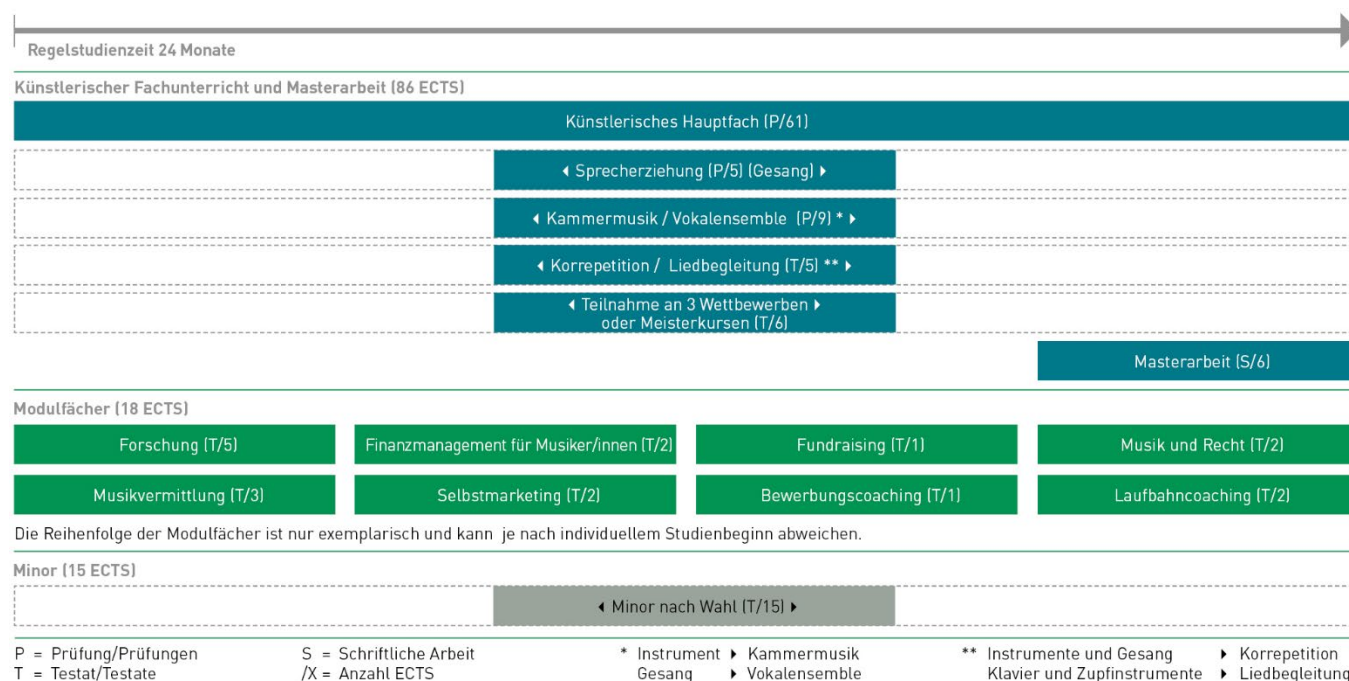 Regelstudienzeit 24 Monate
Künstlerischer Fachunterricht und Masterarbeit (86 ECTS)
Künstlerisches Hauptfach (P/61)
Sprecherziehung (P/5) (Gesang)
Kammermusik / Vokalensemble (P/9) *
Korrepetition / Liedbegleitung (T/5) **
Teilnahme an 3 Wettbewerben
oder Meisterkursen (T/6)
Masterarbeit (S/6)
Modulfächer (18 ECTS)
Forschung (T/5)
Finanzmanagement für Musiker/innen (T/2)
Fundraising (T/1)
Musik und Recht (T/2)
Musikvermittlung (T/3)
Selbstmarketing (T/2)
Bewerbungscoaching (T/1)
Laufbahncoaching (T/2)
Die Reihenfolge der Modulfächer ist nur exemplarisch und kann je nach individuellem Studienbeginn abweichen.
Minor (15 ECTS)
Minor nach Wahl (T/15)
P = Prüfung/Prüfungen
T = Testat/Testate
S = Schriftliche Arbeit
/X = Anzahl ECTS
* Instrument ▸ Kammermusik
Gesang ▸ Vokalensemble
** Instrumente und Gesang ▸ Korrepetition
Klavier und Zupfinstrumente ▸ Liedbegleitung